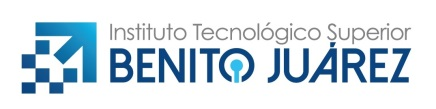 Instituto Tecnológico Superior
BENITO JUÁREZ